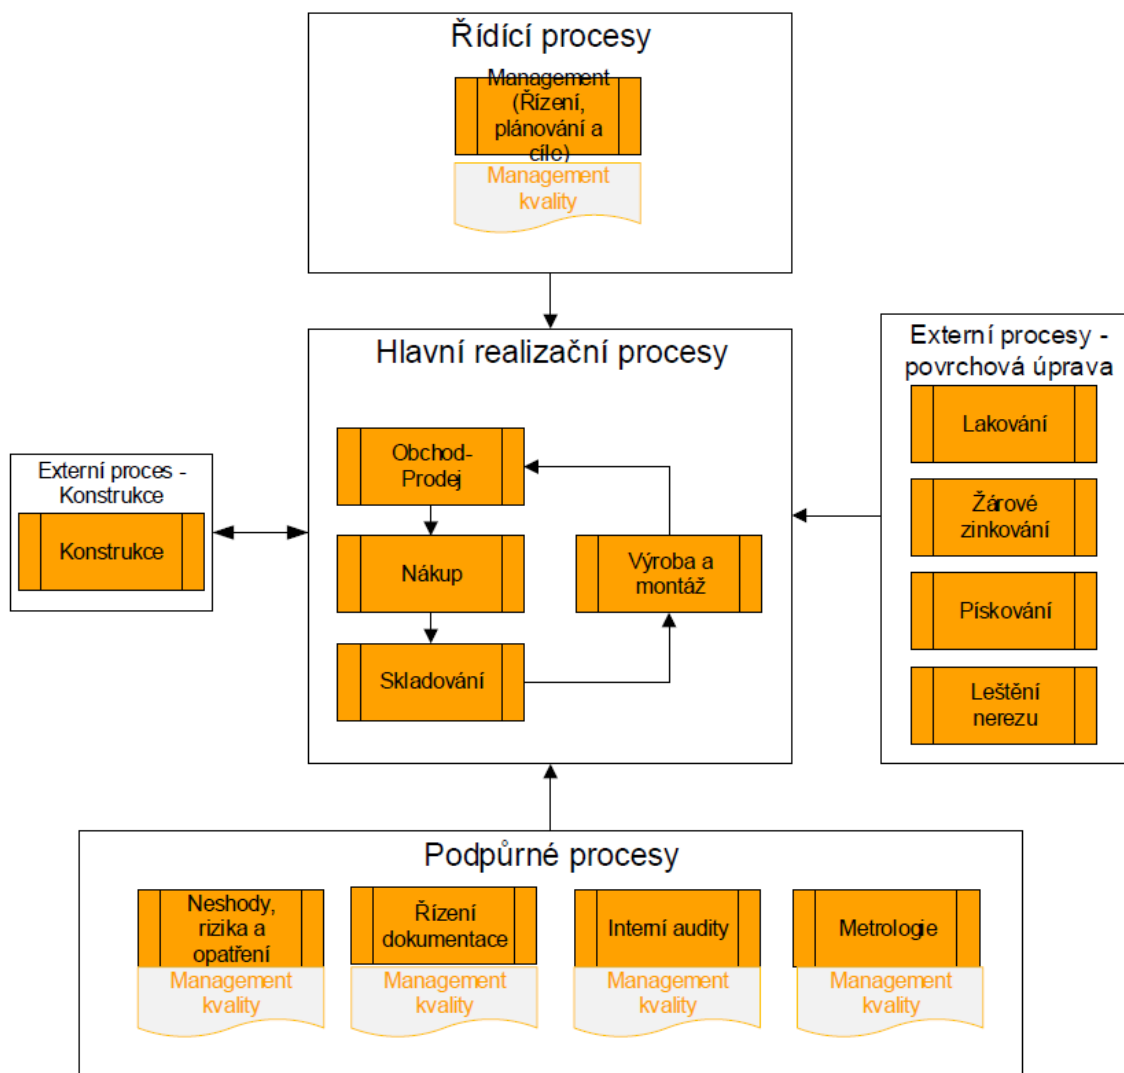 Řídící procesy
Management
(Řízení,
plánování a
cíle)
Management
kvality
Hlavní realizační procesy
Obchod-
Prodej
Nákup
Skladování
Výroba a
montáž
Externí proces -
Konstrukce
Konstrukce
Externí procesy -
povrchová úprava
Lakování
Žárové
zinkování
Pískování
Leštění
nerezu
Podpůrné procesy
Neshody,
rizika a
opatření
Management
kvality
Řízení
dokumentace
Management
kvality
Interní audity
Management
kvality
Metrologie
Management
kvality